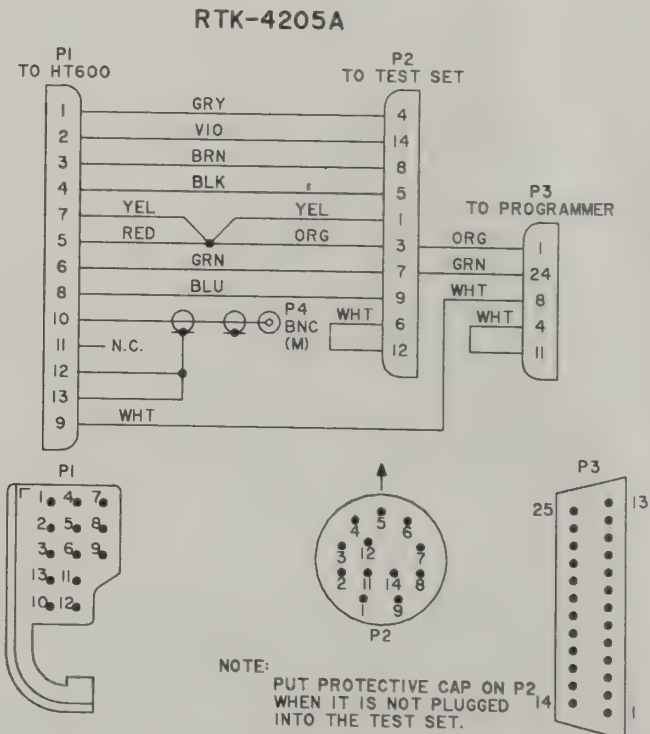 RTK-4205A
P1
TO HT600
P2
TO TEST SET
P3
TO PROGRAMMER
1 GRY 4
2 VIO 14
3 BRN 8
4 BLK 5
7 YEL YEL 1
5 RED ORG 3 ORG 1
6 GRN 7 GRN 24
8 BLU 9 WHT 8
10 P4 WHT 6 WHT 4
BNC
(M)
11 N.C. 12 11
12
13
9 WHT
P1
1 4 7
2 5 8
3 6 9
13 11
10 12
5
4 6
3 12 7
2 11 14 8
1 9
P2
P3
25 13
14 1
NOTE:
PUT PROTECTIVE CAP ON P2
WHEN IT IS NOT PLUGGED
INTO THE TEST SET.